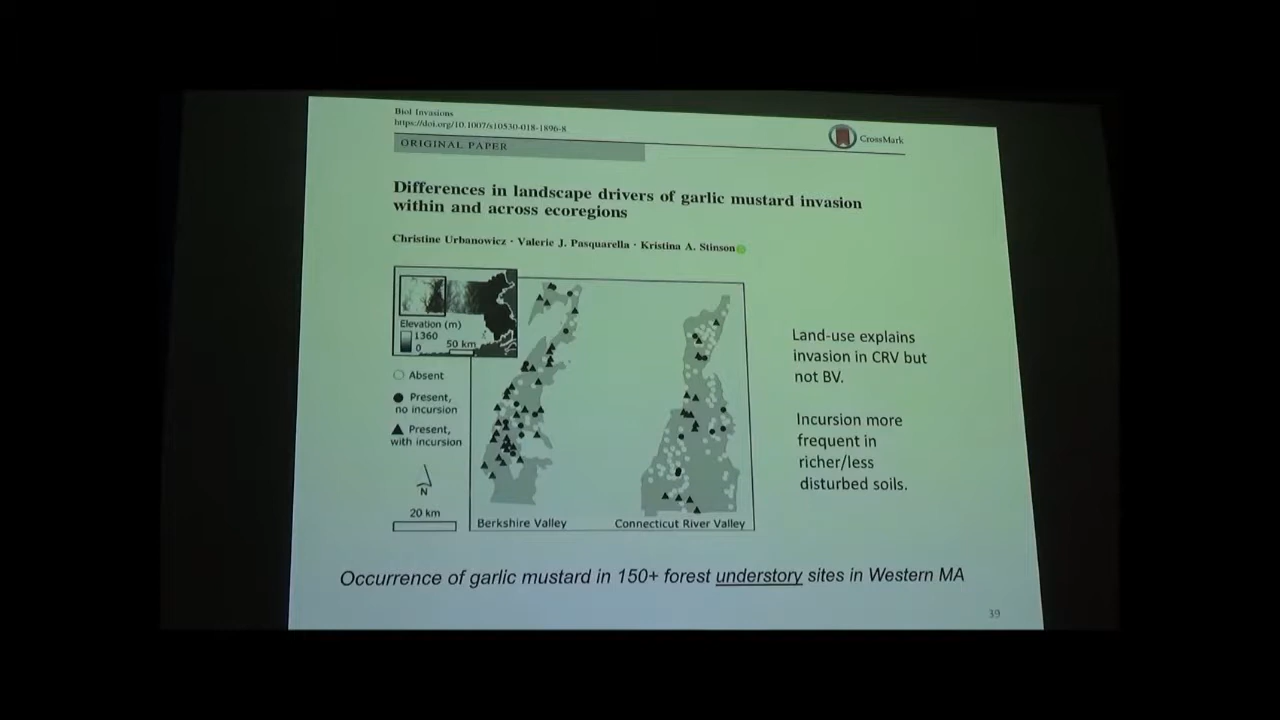 Biol Invasions
https://doi.org/10.1007/s10530-018-1896-8
CrossMark
ORIGINAL PAPER
Differences in landscape drivers of garlic mustard invasion
within and across ecoregions
Christine Urbanowicz · Valerie J. Pasquarella · Kristina A. Stinson
Elevation (m)
1360
0
50 km
Absent
Present,
no incursion
Present,
with incursion
N
20 km
Berkshire Valley
Connecticut River Valley
Land-use explains
invasion in CRV but
not BV.
Incursion more
frequent in
richer/less
disturbed soils.
Occurrence of garlic mustard in 150+ forest understory sites in Western MA
39